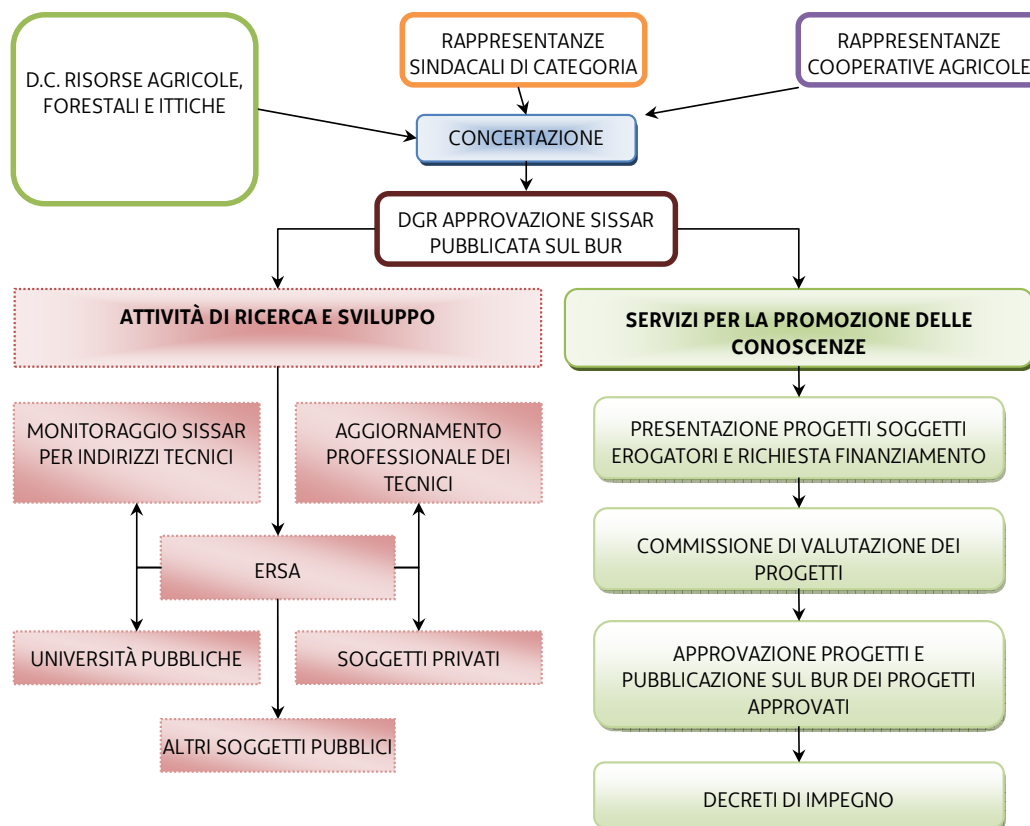 D.C. RISORSE AGRICOLE,
FORESTALI E ITTICHE
RAPPRESENTANZE
SINDACALI DI CATEGORIA
RAPPRESENTANZE
COOPERATIVE AGRICOLE
CONCERTAZIONE
DGR APPROVAZIONE SISSAR
PUBBLICATA SUL BUR
ATTIVITÀ DI RICERCA E SVILUPPO
MONITORAGGIO SISSAR
PER INDIRIZZI TECNICI
AGGIORNAMENTO
PROFESSIONALE DEI
TECNICI
ERSA
UNIVERSITÀ PUBBLICHE
SOGGETTI PRIVATI
ALTRI SOGGETTI PUBBLICI
SERVIZI PER LA PROMOZIONE DELLE
CONOSCENZE
PRESENTAZIONE PROGETTI SOGGETTI
EROGATORI E RICHIESTA FINANZIAMENTO
COMMISSIONE DI VALUTAZIONE DEI
PROGETTI
APPROVAZIONE PROGETTI E
PUBBLICAZIONE SUL BUR DEI PROGETTI
APPROVATI
DECRETI DI IMPEGNO